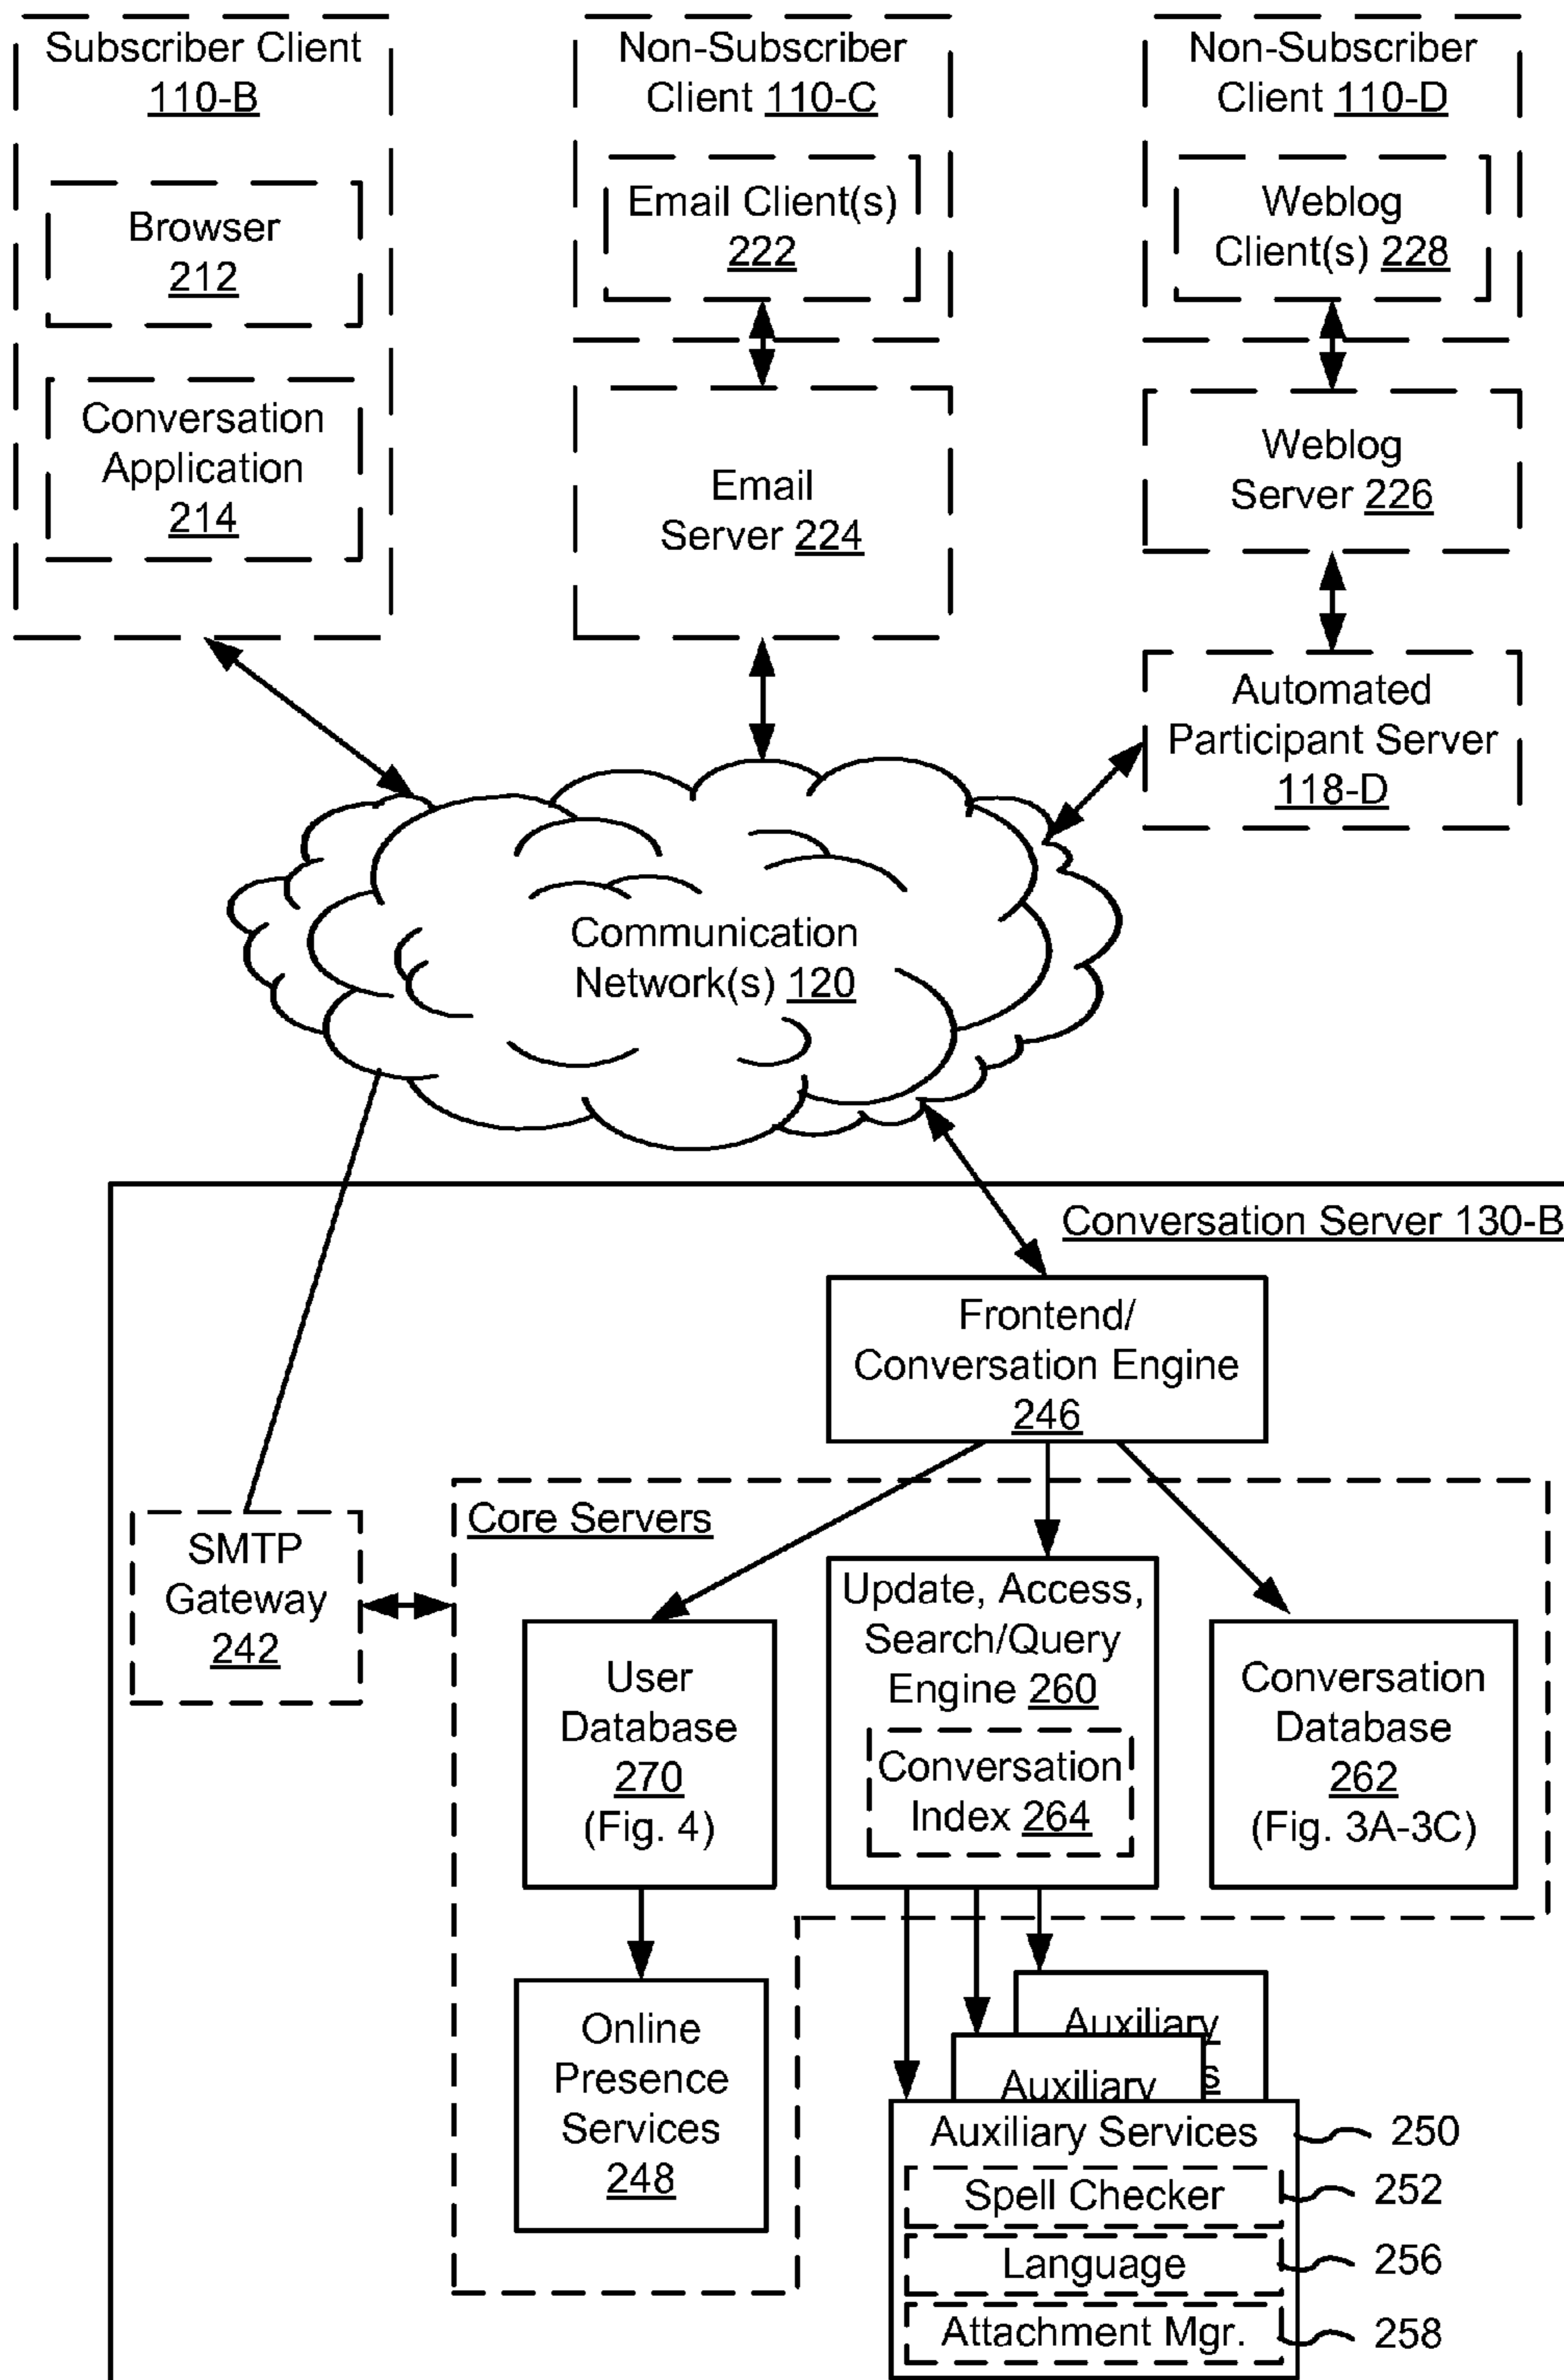 Subscriber Client
110-B
Browser
212
Conversation
Application
214
Non-Subscriber
Client 110-C
Email Client(s)
222
Email
Server 224
Non-Subscriber
Client 110-D
Weblog
Client(s) 228
Weblog
Server 226
Automated
Participant Server
118-D
Communication
Network(s) 120
Conversation Server 130-B
Frontend/
Conversation Engine
246
SMTP
Gateway
242
Core Servers
User
Database
270
(Fig. 4)
Update, Access,
Search/Query
Engine 260
Conversation
Index 264
Conversation
Database
262
(Fig. 3A-3C)
Online
Presence
Services
248
Auxiliary
s
Auxiliary
Auxiliary Services
250
Spell Checker
252
Language
256
Attachment Mgr.
258